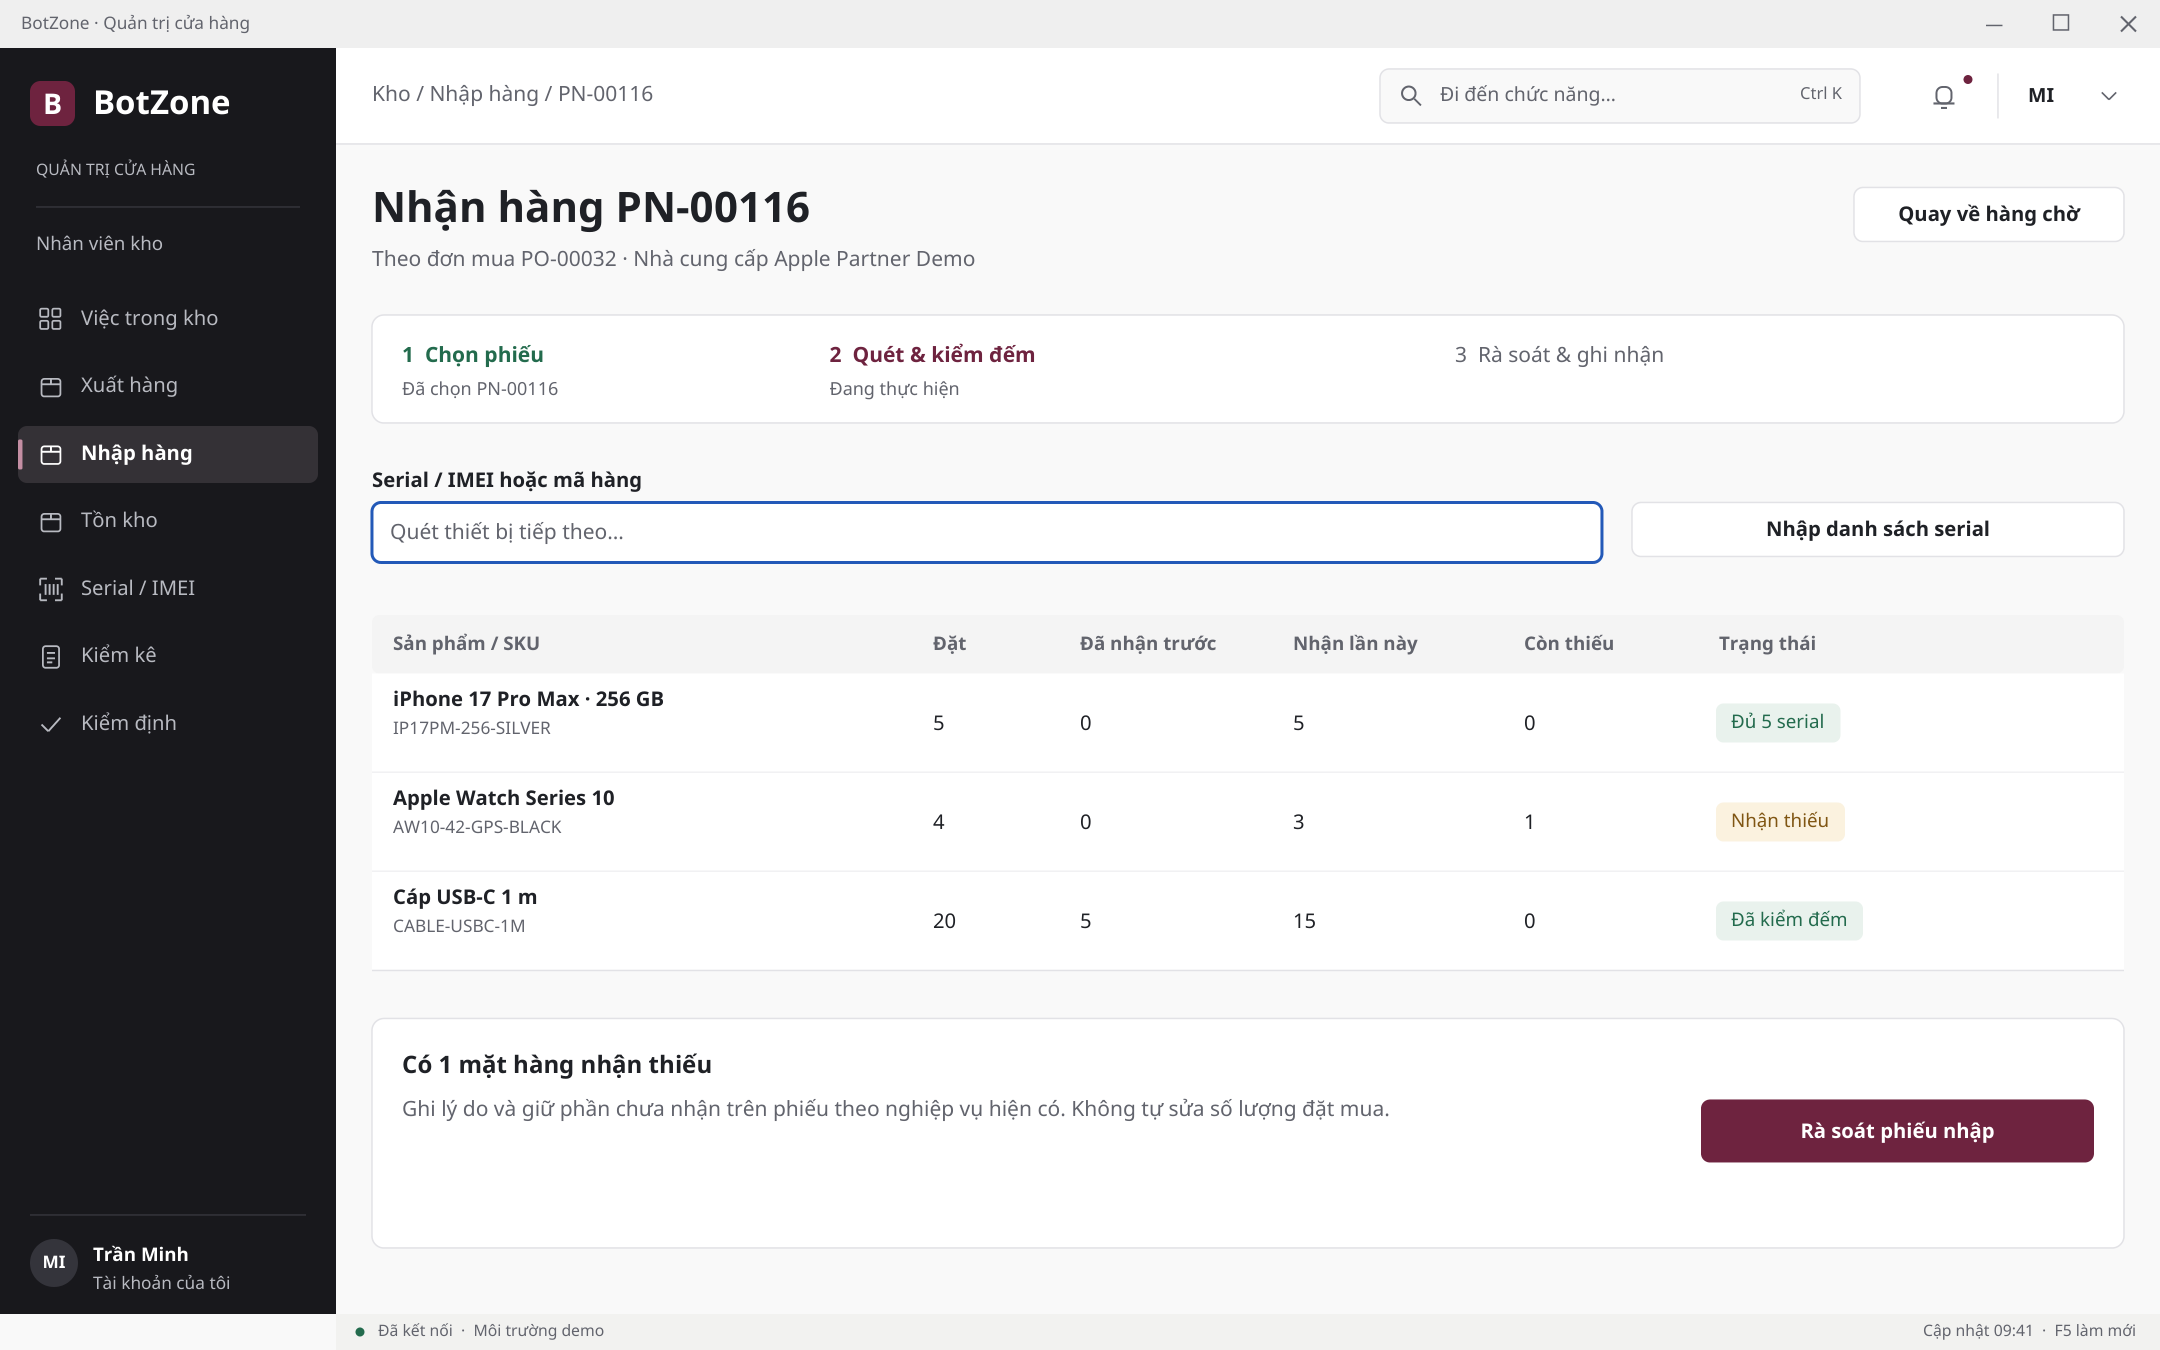 BotZone · Quản trị cửa hàng
B BotZone
QUẢN TRỊ CỬA HÀNG
Nhân viên kho
Việc trong kho
Xuất hàng
Nhập hàng
Tồn kho
Serial / IMEI
Kiểm kê
Kiểm định
MI Trần Minh
Tài khoản của tôi
Kho / Nhập hàng / PN-00116
Đi đến chức năng... Ctrl K
MI
Nhận hàng PN-00116
Quay về hàng chờ
Theo đơn mua PO-00032 · Nhà cung cấp Apple Partner Demo
1 Chọn phiếu
Đã chọn PN-00116
2 Quét & kiểm đếm
Đang thực hiện
3 Rà soát & ghi nhận
Serial / IMEI hoặc mã hàng
Quét thiết bị tiếp theo...
Nhập danh sách serial
Sản phẩm / SKU Đặt Đã nhận trước Nhận lần này Còn thiếu Trạng thái
iPhone 17 Pro Max · 256 GB
IP17PM-256-SILVER
5 0 5 0 Đủ 5 serial
Apple Watch Series 10
AW10-42-GPS-BLACK
4 0 3 1 Nhận thiếu
Cáp USB-C 1 m
CABLE-USBC-1M
20 5 15 0 Đã kiểm đếm
Có 1 mặt hàng nhận thiếu
Ghi lý do và giữ phần chưa nhận trên phiếu theo nghiệp vụ hiện có. Không tự sửa số lượng đặt mua.
Rà soát phiếu nhập
Đã kết nối · Môi trường demo
Cập nhật 09:41 · F5 làm mới